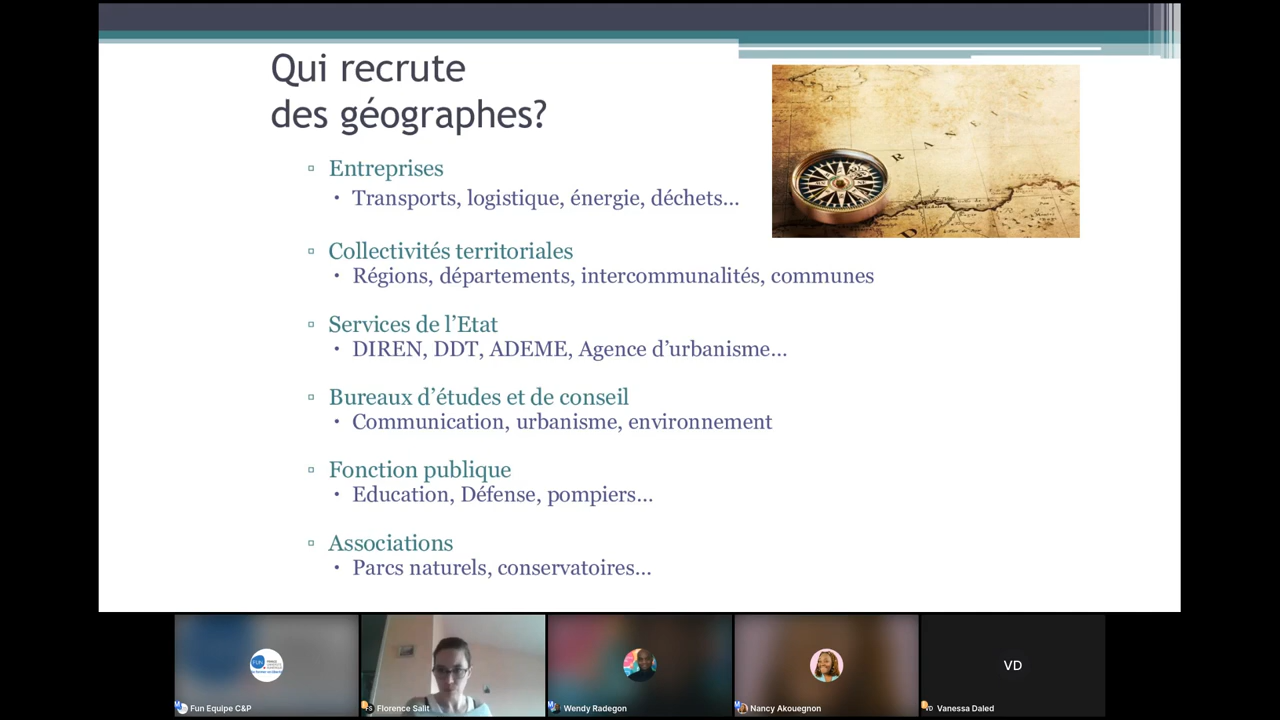 Qui recrute
des géographes?
Entreprises
Transports, logistique, énergie, déchets...
Collectivités territoriales
Régions, départements, intercommunalités, communes
Services de l'Etat
DIREN, DDT, ADEME, Agence d'urbanisme...
Bureaux d'études et de conseil
Communication, urbanisme, environnement
Fonction publique
Education, Défense, pompiers...
Associations
Parcs naturels, conservatoires...
FUN
VD
Fun Equipe C&P
Florence Salit
Wendy Radegon
Nancy Akouegnon
Vanessa Daled